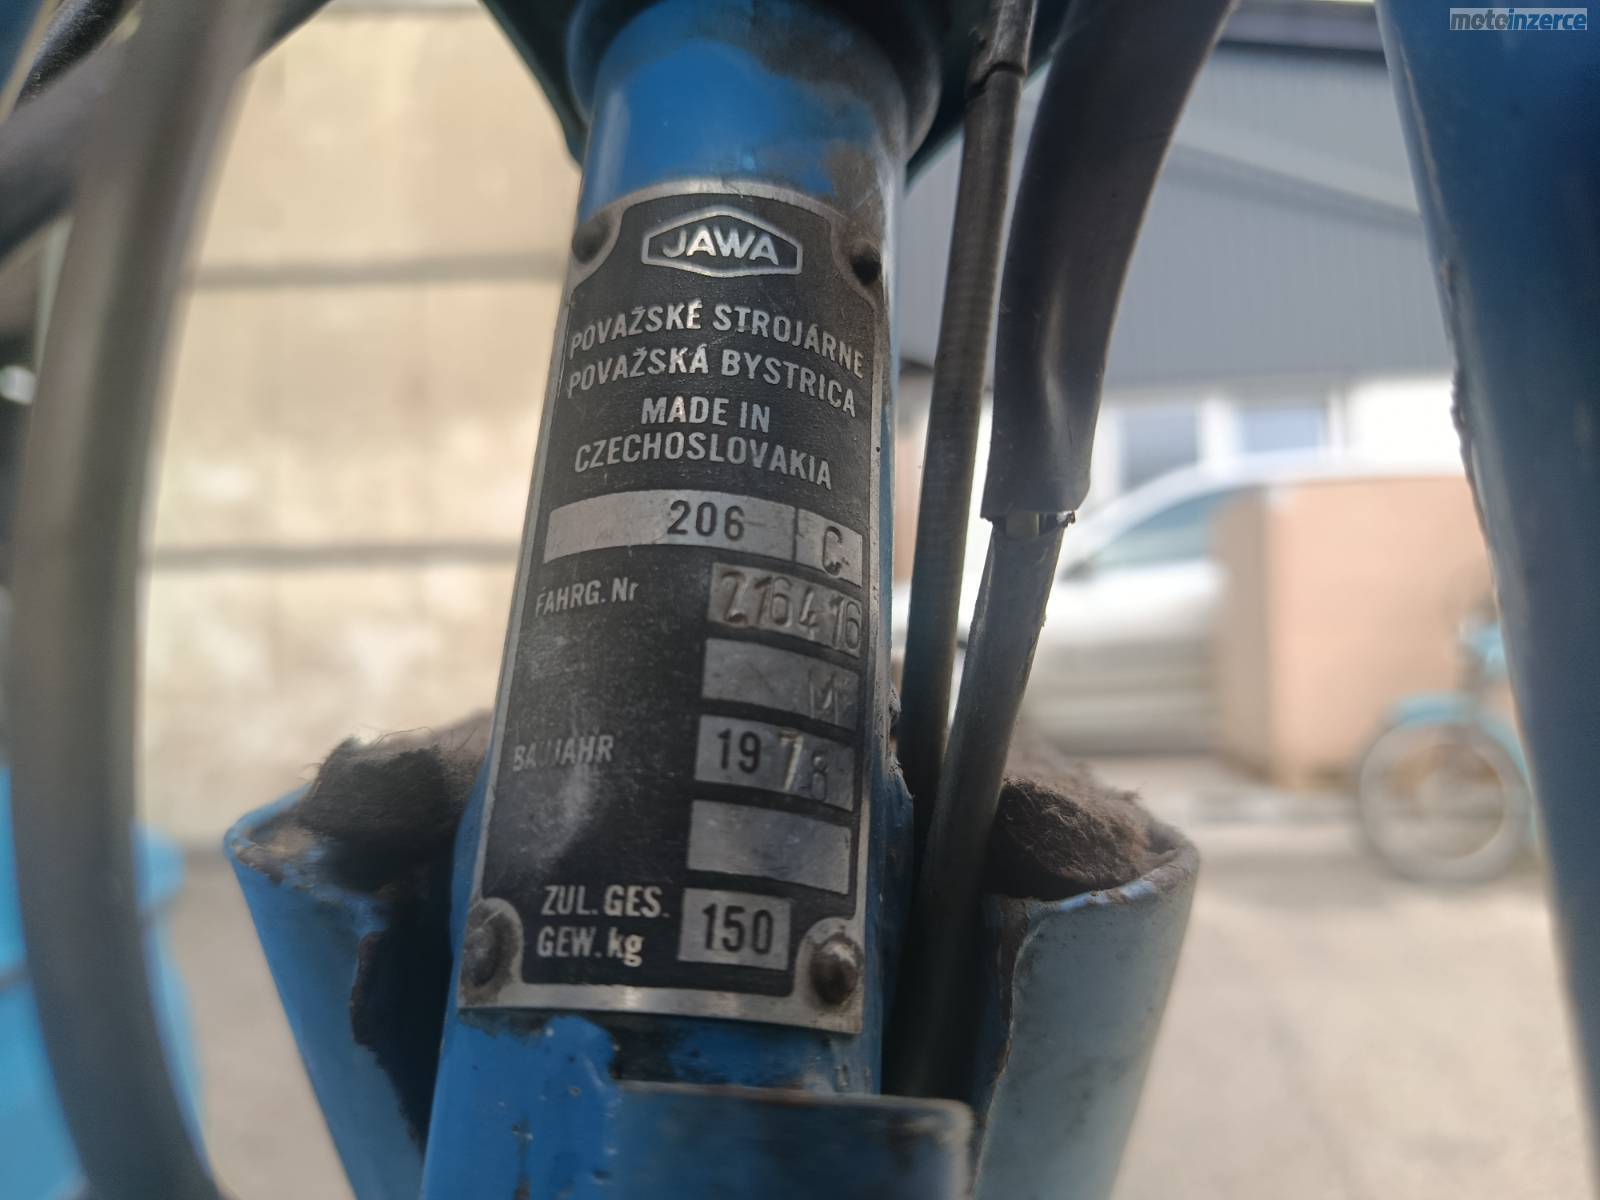 motoinzerce
JAWA
POVAŽSKÉ STROJÁRNE
POVAŽSKÁ BYSTRICA
MADE IN
CZECHOSLOVAKIA
206 C
FAHRG. Nr 216416
BAUJAHR 1978
ZUL. GES. 150
GEW. kg